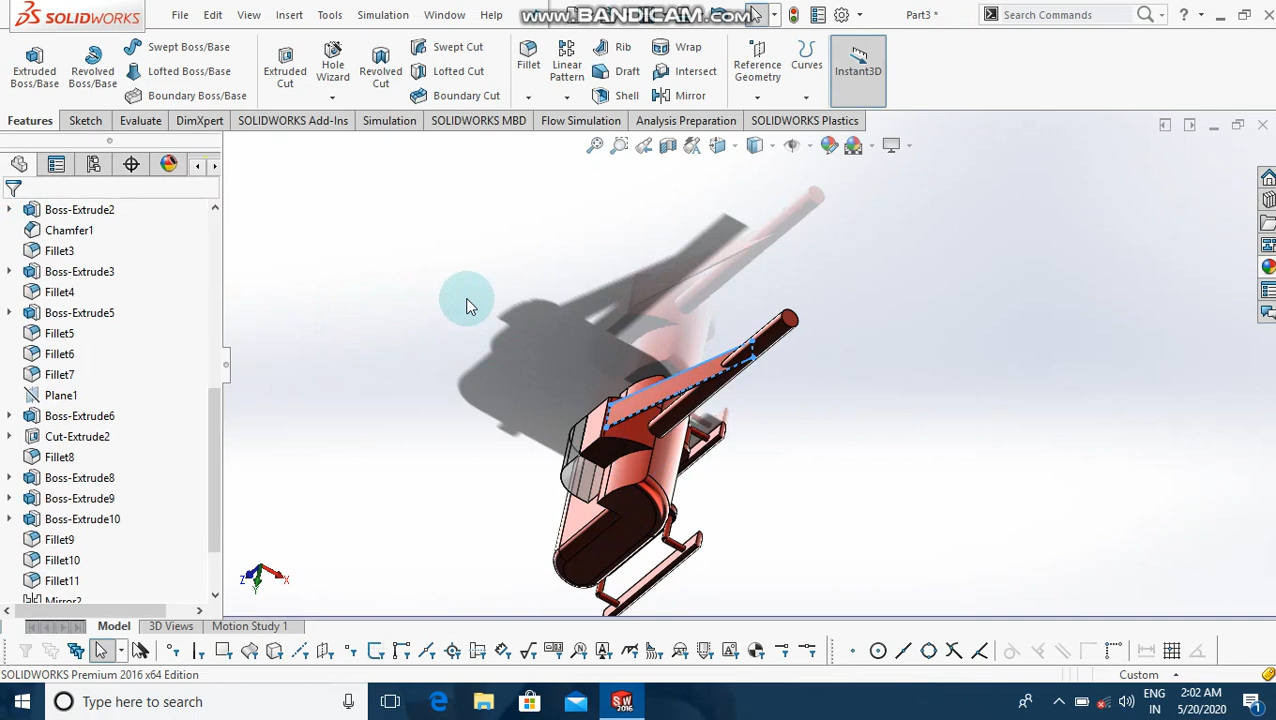 SOLIDWORKS File Edit View Insert Tools Simulation Window Help www.BANDICAM.com Part3 * Search Commands ?
Extruded Boss/Base
Revolved Boss/Base
Swept Boss/Base
Lofted Boss/Base
Boundary Boss/Base
Extruded Cut
Hole Wizard
Revolved Cut
Swept Cut
Lofted Cut
Boundary Cut
Fillet
Linear Pattern
Rib
Draft
Shell
Wrap
Intersect
Mirror
Reference Geometry
Curves
Instant3D
Features Sketch Evaluate DimXpert SOLIDWORKS Add-Ins Simulation SOLIDWORKS MBD Flow Simulation Analysis Preparation SOLIDWORKS Plastics
Boss-Extrude2
Chamfer1
Fillet3
Boss-Extrude3
Fillet4
Boss-Extrude5
Fillet5
Fillet6
Fillet7
Plane1
Boss-Extrude6
Cut-Extrude2
Fillet8
Boss-Extrude8
Boss-Extrude9
Boss-Extrude10
Fillet9
Fillet10
Fillet11
Mirror2
Z X
Y
Model 3D Views Motion Study 1
SOLIDWORKS Premium 2016 x64 Edition Custom
Type here to search
SW 2016
ENG
IN
2:02 AM
5/20/2020
1